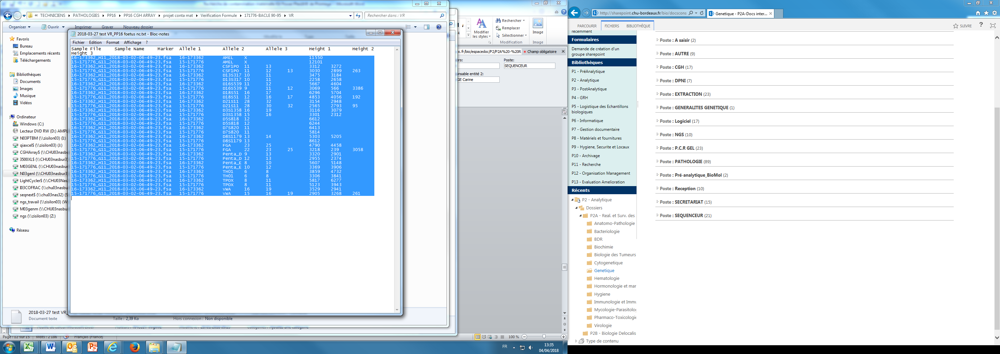 TECHNICIENS ▸ PATHOLOGIES ▸ PP16 ▸ PP16 CGH ARRAY ▸ projet conta mat ▸ Verification Formule ▸ 171776-BACLE 90-95 ▸ VR
Rechercher dans : VR
Organiser Ouvrir Imprimer Graver Nouveau dossier
Favoris
Bureau
Emplacements récents
Téléchargements
Bibliothèques
Documents
Images
Musique
Vidéos
Ordinateur
Windows (C:)
Lecteur DVD RW (D:) AMPL
N03PTBM (\\zisilon03) (I:)
qiaxcel$ (\\zisilon03) (J:)
CGHArray$ (\\CHU03nasbu
3500XL$ (\\CHU03nasbur3
M03GENL (\\CHU03nasbur
N03genl (\\CHU03nasbur3
LightCycler$ (\\CHU03Nas
I03COFRAC (\\chu03nasbu
seqnext$ (\\chu03nas32) (S
ngs_travail (\\zisilon03) (W
M03genm (\\CHU03nasbur
ngs (\\zisilon03) (Z:)
Réseau
2018-03-27 test VR_PP16 foetus nc.txt - Bloc-notes
Fichier Edition Format Affichage ?
Sample File Sample Name Marker Allele 1 Allele 2 Allele 3 Height 1 Height 2
Height 3
16-173362_H11_2018-03-02-06-49-23.fsa 16-173362 AMEL X 11550
15-171776_G11_2018-03-02-06-49-23.fsa 15-171776 AMEL X 12101
16-173362_H11_2018-03-02-06-49-23.fsa 16-173362 CSF1PO 11 13 3312 3272
15-171776_G11_2018-03-02-06-49-23.fsa 15-171776 CSF1PO 11 12 13 3030 2899 263
16-173362_H11_2018-03-02-06-49-23.fsa 16-173362 D13S317 10 11 3475 3184
15-171776_G11_2018-03-02-06-49-23.fsa 15-171776 D13S317 10 11 2258 2658
16-173362_H11_2018-03-02-06-49-23.fsa 16-173362 D16S539 11 12 5667 4604
15-171776_G11_2018-03-02-06-49-23.fsa 15-171776 D16S539 9 11 12 3069 566 3386
16-173362_H11_2018-03-02-06-49-23.fsa 16-173362 D18S51 16 17 6296 5704
15-171776_G11_2018-03-02-06-49-23.fsa 15-171776 D18S51 12 16 17 4853 4056 192
16-173362_H11_2018-03-02-06-49-23.fsa 16-173362 D21S11 28 32 3154 2948
15-171776_G11_2018-03-02-06-49-23.fsa 15-171776 D21S11 28 30 32 2565 2793 95
16-173362_H11_2018-03-02-06-49-23.fsa 16-173362 D3S1358 16 19 3116 3079
15-171776_G11_2018-03-02-06-49-23.fsa 15-171776 D3S1358 15 16 3301 2312
16-173362_H11_2018-03-02-06-49-23.fsa 16-173362 D5S818 12 6612
15-171776_G11_2018-03-02-06-49-23.fsa 15-171776 D5S818 12 6244
16-173362_H11_2018-03-02-06-49-23.fsa 16-173362 D7S820 11 6413
15-171776_G11_2018-03-02-06-49-23.fsa 15-171776 D7S820 11 5814
16-173362_H11_2018-03-02-06-49-23.fsa 16-173362 D8S1179 13 14 5303 5205
15-171776_G11_2018-03-02-06-49-23.fsa 15-171776 D8S1179 13 8612
16-173362_H11_2018-03-02-06-49-23.fsa 16-173362 FGA 23 25 4790 4458
15-171776_G11_2018-03-02-06-49-23.fsa 15-171776 FGA 22 23 25 3218 239 3058
16-173362_H11_2018-03-02-06-49-23.fsa 16-173362 Penta_D 9 13 3320 2901
15-171776_G11_2018-03-02-06-49-23.fsa 15-171776 Penta_D 12 13 2955 2374
16-173362_H11_2018-03-02-06-49-23.fsa 16-173362 Penta_E 8 10 5607 5148
15-171776_G11_2018-03-02-06-49-23.fsa 15-171776 Penta_E 10 12 3369 3906
16-173362_H11_2018-03-02-06-49-23.fsa 16-173362 TH01 6 8 3859 4732
15-171776_G11_2018-03-02-06-49-23.fsa 15-171776 TH01 6 8 3306 3841
16-173362_H11_2018-03-02-06-49-23.fsa 16-173362 TPOX 8 11 5817 6277
15-171776_G11_2018-03-02-06-49-23.fsa 15-171776 TPOX 8 11 5123 3943
16-173362_H11_2018-03-02-06-49-23.fsa 16-173362 vWA 16 19 3529 2941
15-171776_G11_2018-03-02-06-49-23.fsa 15-171776 vWA 15 16 19 2905 3268 261
2018-03-27 test VR_
Document texte Taille : 2,39 Ko Hors connexion : Non disponible
Page : 12 sur 15 Mots : 2 186 Français (France)
Rechercher
Remplacer
Sélectionner
Modifier
les styles
Modification
Image
Image
x.fr/bio/espacedoc/P2/P2A%20-%20R
Champ obligatoire
ers:
Poste:
SEQUENCEUR
nsable entité 2:
GE Carine
100 %
FR
13:35
04/04/2018
http://sharepoint.chu-bordeaux.fr/bio/docscons
Genetique - P2A-Docs inter...
PARCOURIR FICHIERS BIBLIOTHÈQUE
SUIVRE ?
récemment
Formulaires
Demande de création d'un
groupe sharepoint
Bibliothèques
P1 - PréAnalytique
P2 - Analytique
P3 - PostAnalytique
P4 - GRH
P5 - Logistique des Echantillons
biologiques
P6 - Informatique
P7 - Gestion documentaire
P8 - Matériels et fournitures
P9 - Hygiene, Securite et Locaux
P10 - Archivage
P11 - Recherche
P12 - Organisation Management
P13 - Evaluation Amelioration
Récents
P2 - Analytique
Dossiers
P2A - Real. et Surv. des
Anatomo-Pathologie
Bacteriologie
BDR
Biochimie
Biologie des Tumeurs
Cytogenetique
Genetique
Hematologie
Hormonologie et mar
Hygiene
Immunologie et Immu
Mycologie-Parasitolog
Pharmaco-Toxicologie
Virologie
P2B - Biologie Delocalis
Type de contenu
Poste : A saisir (2)
Poste : AUTRE (9)
Poste : CGH (17)
Poste : DPNI (7)
Poste : EXTRACTION (23)
Poste : GENERALITES GENETIQUE (1)
Poste : Logiciel (17)
Poste : NGS (10)
Poste : P.C.R GEL (23)
Poste : PATHOLOGIE (89)
Poste : Pré-analytique_BioMol (2)
Poste : Reception (10)
Poste : SECRETARIAT (15)
Poste : SEQUENCEUR (21)